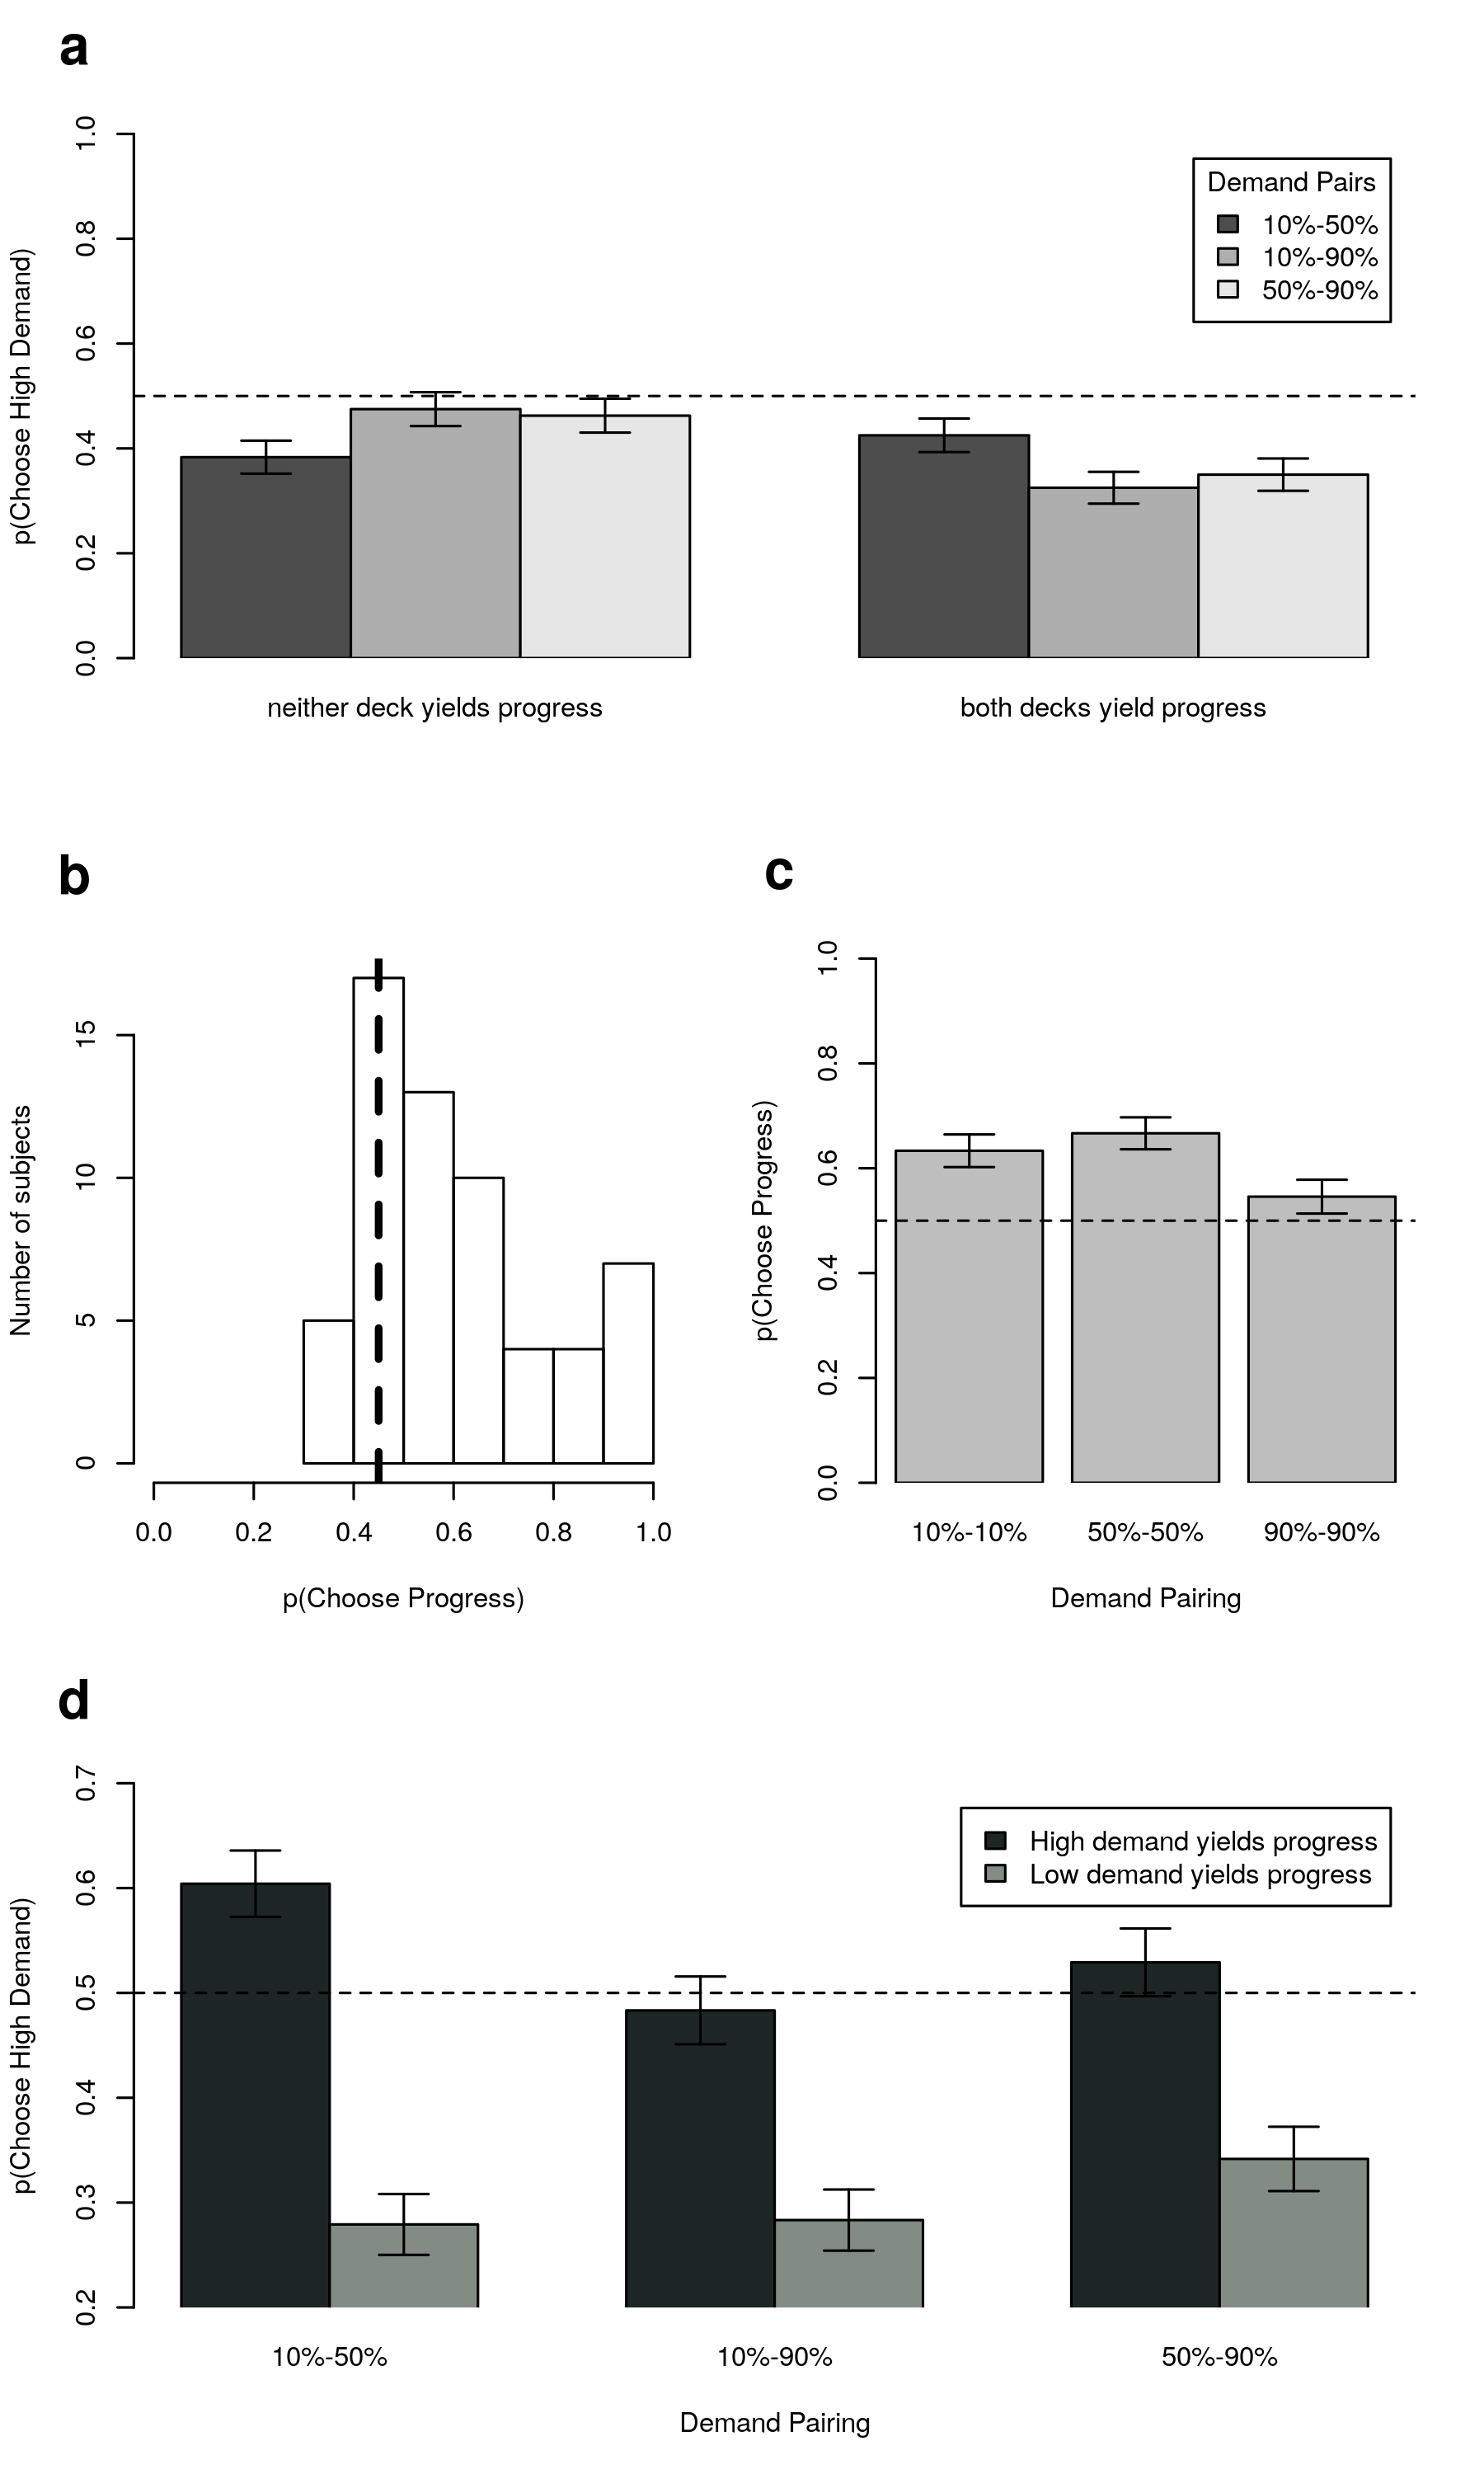 a
p(Choose High Demand)
1.0
0.8
0.6
0.4
0.2
0.0
Demand Pairs
10%-50%
10%-90%
50%-90%
neither deck yields progress
both decks yield progress
b
Number of subjects
15
10
5
0
0.0 0.2 0.4 0.6 0.8 1.0
p(Choose Progress)
c
p(Choose Progress)
1.0
0.8
0.6
0.4
0.2
0.0
10%-10% 50%-50% 90%-90%
Demand Pairing
d
p(Choose High Demand)
0.7
0.6
0.5
0.4
0.3
0.2
High demand yields progress
Low demand yields progress
10%-50% 10%-90% 50%-90%
Demand Pairing